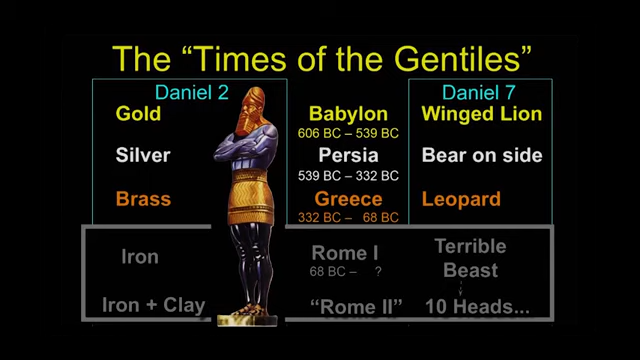 The “Times of the Gentiles”
Daniel 2 Daniel 7
Gold Babylon Winged Lion
606 BC – 539 BC
Silver Persia Bear on side
539 BC – 332 BC
Brass Greece Leopard
332 BC – 68 BC
Iron Rome I Terrible
68 BC – ? Beast
Iron + Clay “Rome II” 10 Heads...